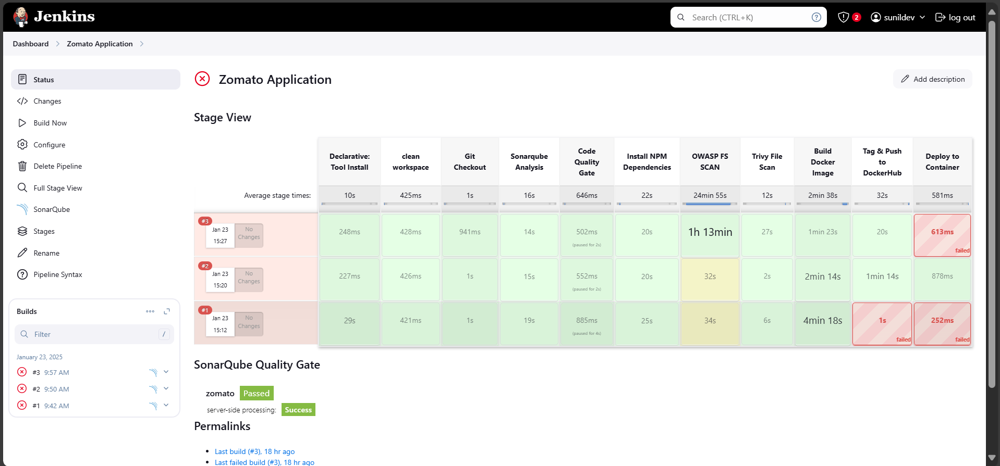 Jenkins
Search (CTRL+K)
?
2
sunildev
log out
Dashboard
Zomato Application
Status
Changes
Build Now
Configure
Delete Pipeline
Full Stage View
SonarQube
Stages
Rename
Pipeline Syntax
Builds
Filter
/
January 23, 2025
#3 9:57 AM
#2 9:50 AM
#1 9:42 AM
Zomato Application
Add description
Stage View
Declarative: Tool Install
clean workspace
Git Checkout
Sonarqube Analysis
Code Quality Gate
Install NPM Dependencies
OWASP FS SCAN
Trivy File Scan
Build Docker Image
Tag & Push to DockerHub
Deploy to Container
Average stage times: 10s 425ms 1s 16s 646ms 22s 24min 55s 12s 2min 38s 32s 581ms
#3
Jan 23 15:27
No Changes
248ms 428ms 941ms 14s 502ms (paused for 2s) 20s 1h 13min 27s 1min 23s 20s 613ms failed
#2
Jan 23 15:20
No Changes
227ms 426ms 1s 15s 552ms (paused for 2s) 20s 32s 2s 2min 14s 1min 14s 878ms
#1
Jan 23 15:12
No Changes
29s 421ms 1s 19s 885ms (paused for 4s) 25s 34s 6s 4min 18s 1s failed 252ms failed
SonarQube Quality Gate
zomato Passed
server-side processing: Success
Permalinks
Last build (#3), 18 hr ago
Last failed build (#3), 18 hr ago